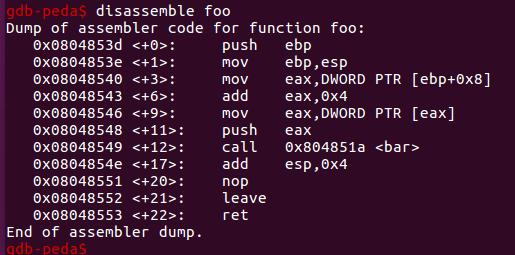 gdb-peda$ disassemble foo
Dump of assembler code for function foo:
   0x0804853d <+0>:     push   ebp
   0x0804853e <+1>:     mov    ebp,esp
   0x08048540 <+3>:     mov    eax,DWORD PTR [ebp+0x8]
   0x08048543 <+6>:     add    eax,0x4
   0x08048546 <+9>:     mov    eax,DWORD PTR [eax]
   0x08048548 <+11>:    push   eax
   0x08048549 <+12>:    call   0x804851a <bar>
   0x0804854e <+17>:    add    esp,0x4
   0x08048551 <+20>:    nop
   0x08048552 <+21>:    leave
   0x08048553 <+22>:    ret
End of assembler dump.
gdb-peda$